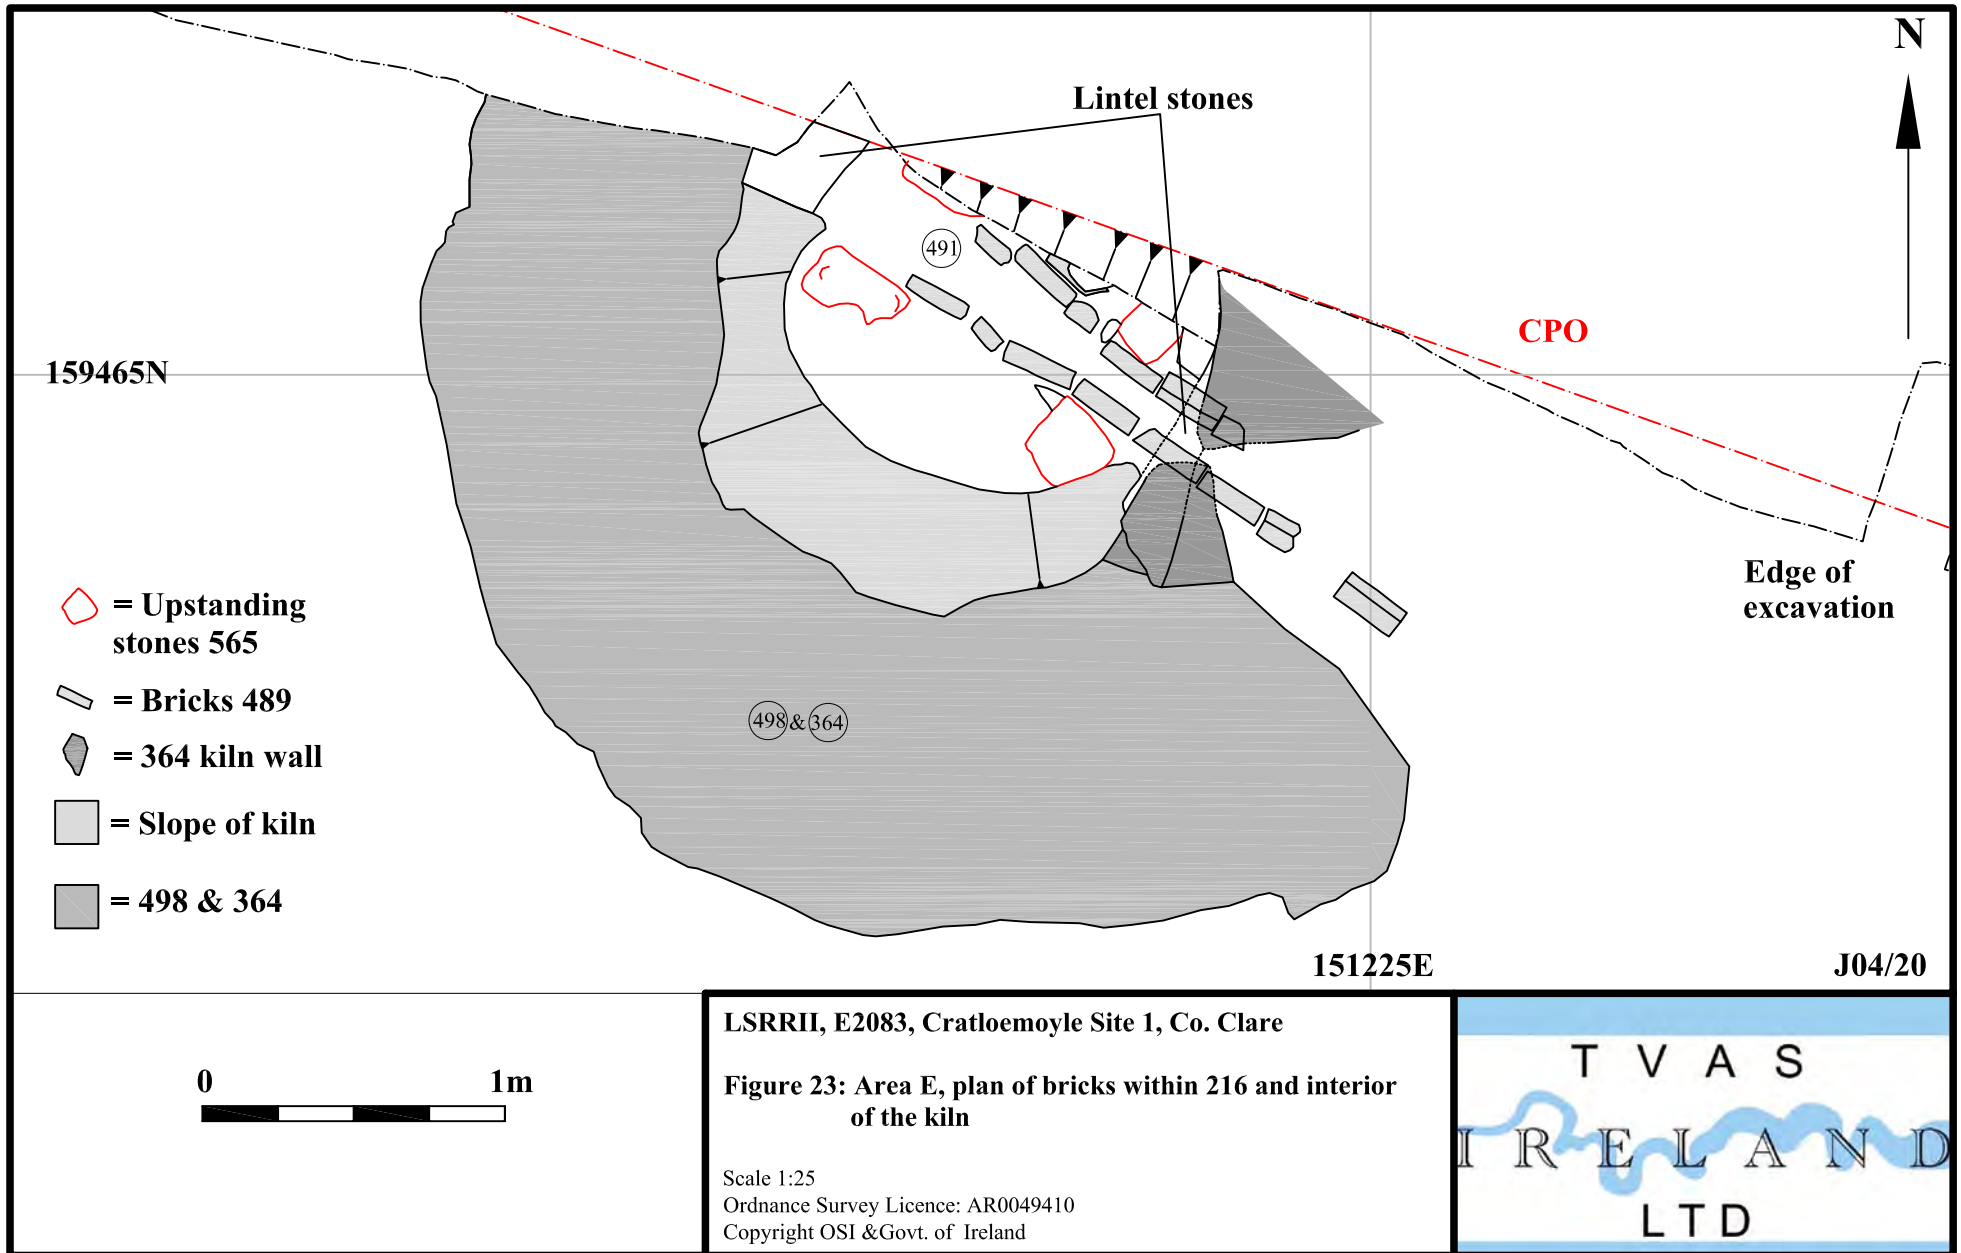 N
Lintel stones
491
CPO
159465N
Edge of
excavation
= Upstanding
stones 565
= Bricks 489
= 364 kiln wall
= Slope of kiln
= 498 & 364
498 & 364
151225E
J04/20
0 1m
LSRRII, E2083, Cratloemoyle Site 1, Co. Clare
Figure 23: Area E, plan of bricks within 216 and interior
of the kiln
Scale 1:25
Ordnance Survey Licence: AR0049410
Copyright OSI &Govt. of Ireland
T V A S
I R E L A N D
LTD